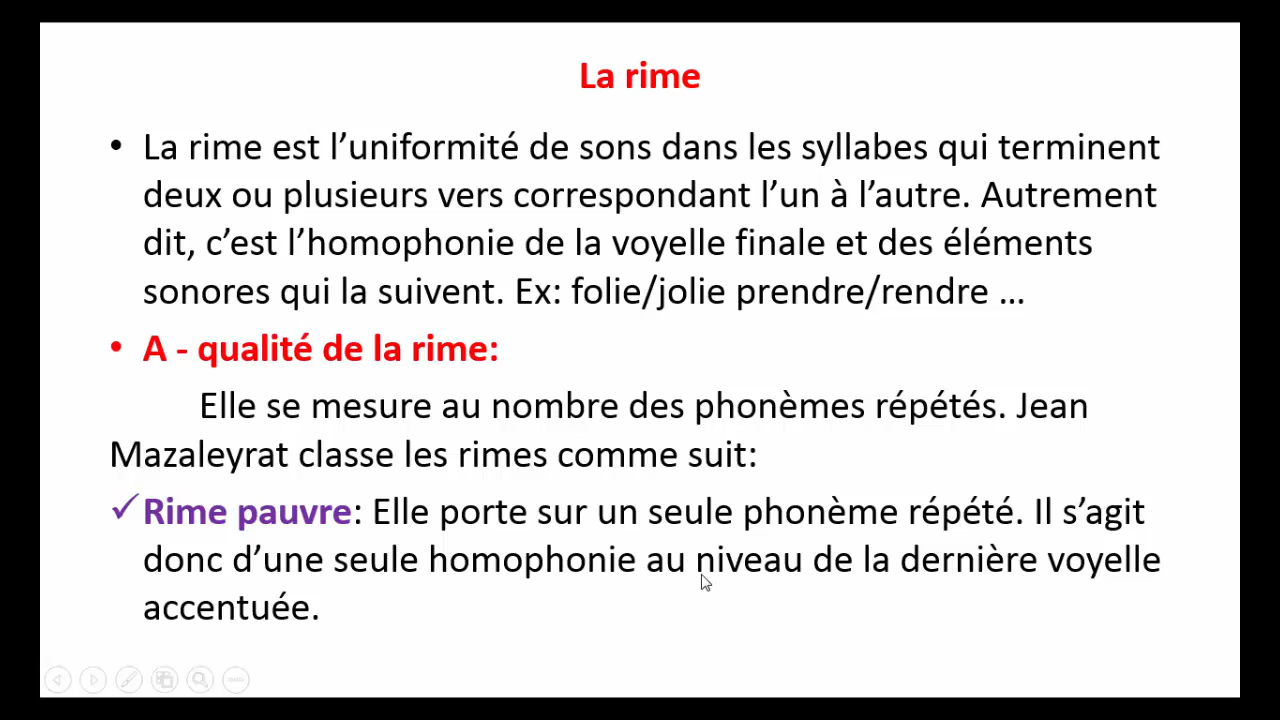 La rime
• La rime est l’uniformité de sons dans les syllabes qui terminent
deux ou plusieurs vers correspondant l’un à l’autre. Autrement
dit, c’est l’homophonie de la voyelle finale et des éléments
sonores qui la suivent. Ex: folie/jolie prendre/rendre …
• A - qualité de la rime:
Elle se mesure au nombre des phonèmes répétés. Jean
Mazaleyrat classe les rimes comme suit:
✓ Rime pauvre: Elle porte sur un seule phonème répété. Il s’agit
donc d’une seule homophonie au niveau de la dernière voyelle
accentuée.